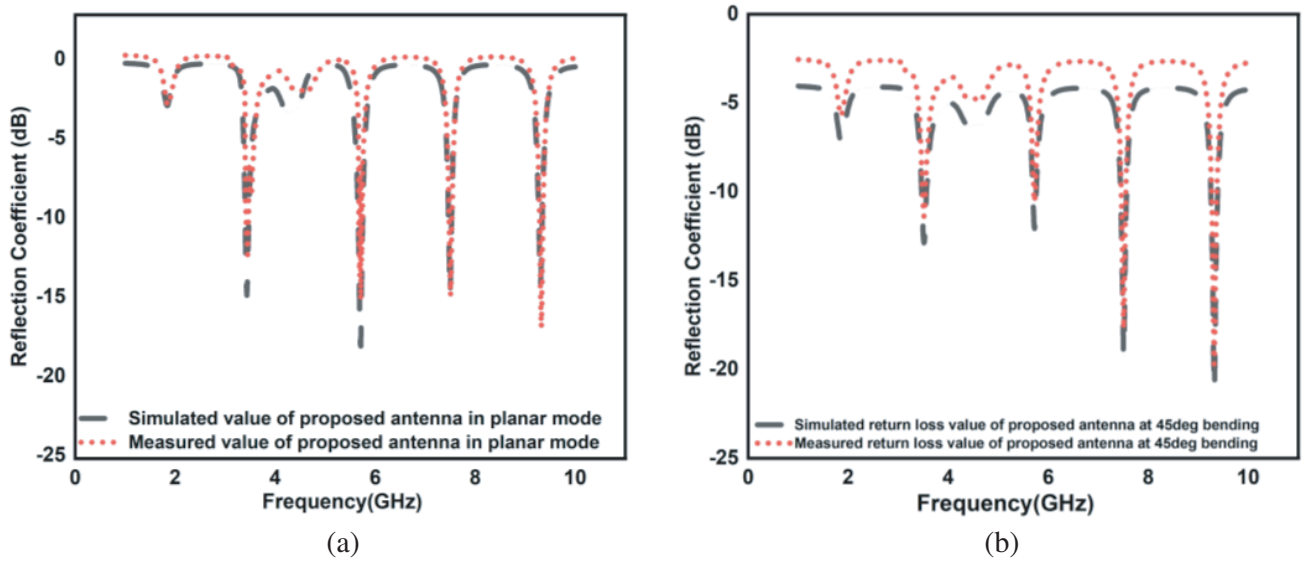 0
-5
-10
-15
-20
-25
Reflection Coefficient (dB)
Simulated value of proposed antenna in planar mode
Measured value of proposed antenna in planar mode
0 2 4 6 8 10
Frequency(GHz)
(a)
0
-5
-10
-15
-20
-25
Reflection Coefficient (dB)
Simulated return loss value of proposed antenna at 45deg bending
Measured return loss value of proposed antenna at 45deg bending
0 2 4 6 8 10
Frequency(GHz)
(b)